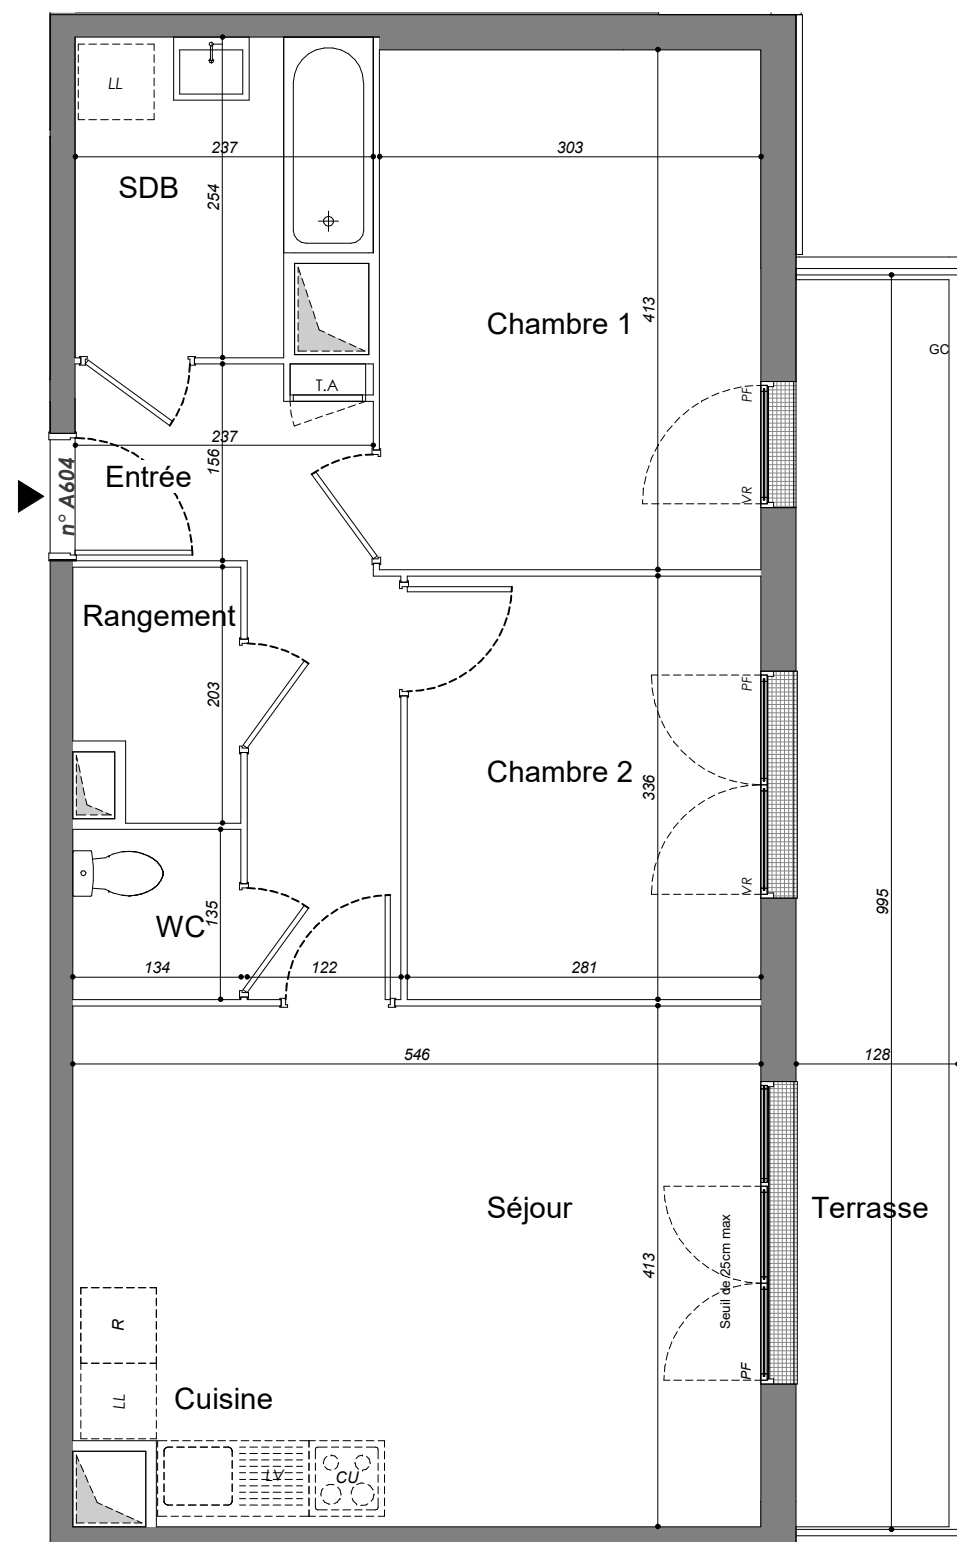 LL
237
303
SDB
254
Chambre 1
413
GC
T.A
PF
237
Entrée
156
n° A604
VR
Rangement
PF
203
Chambre 2
336
VR
995
WC
135
134
122
281
546
128
Séjour
Terrasse
413
Seuil de 25cm max
R
PF
LL
Cuisine
LV
CU